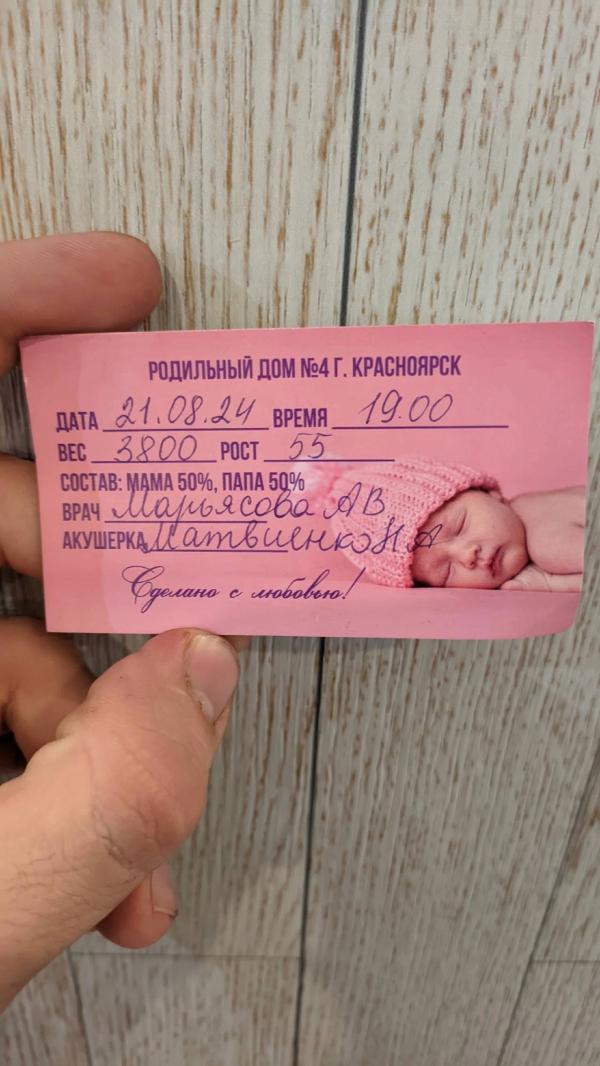 РОДИЛЬНЫЙ ДОМ №4 Г. КРАСНОЯРСК
ДАТА 21.08.24 ВРЕМЯ 19.00
ВЕС 3800 РОСТ 55
СОСТАВ: МАМА 50%, ПАПА 50%
ВРАЧ Марьясова АВ
АКУШЕРКА Матвиенко НА
Сделано с любовью!